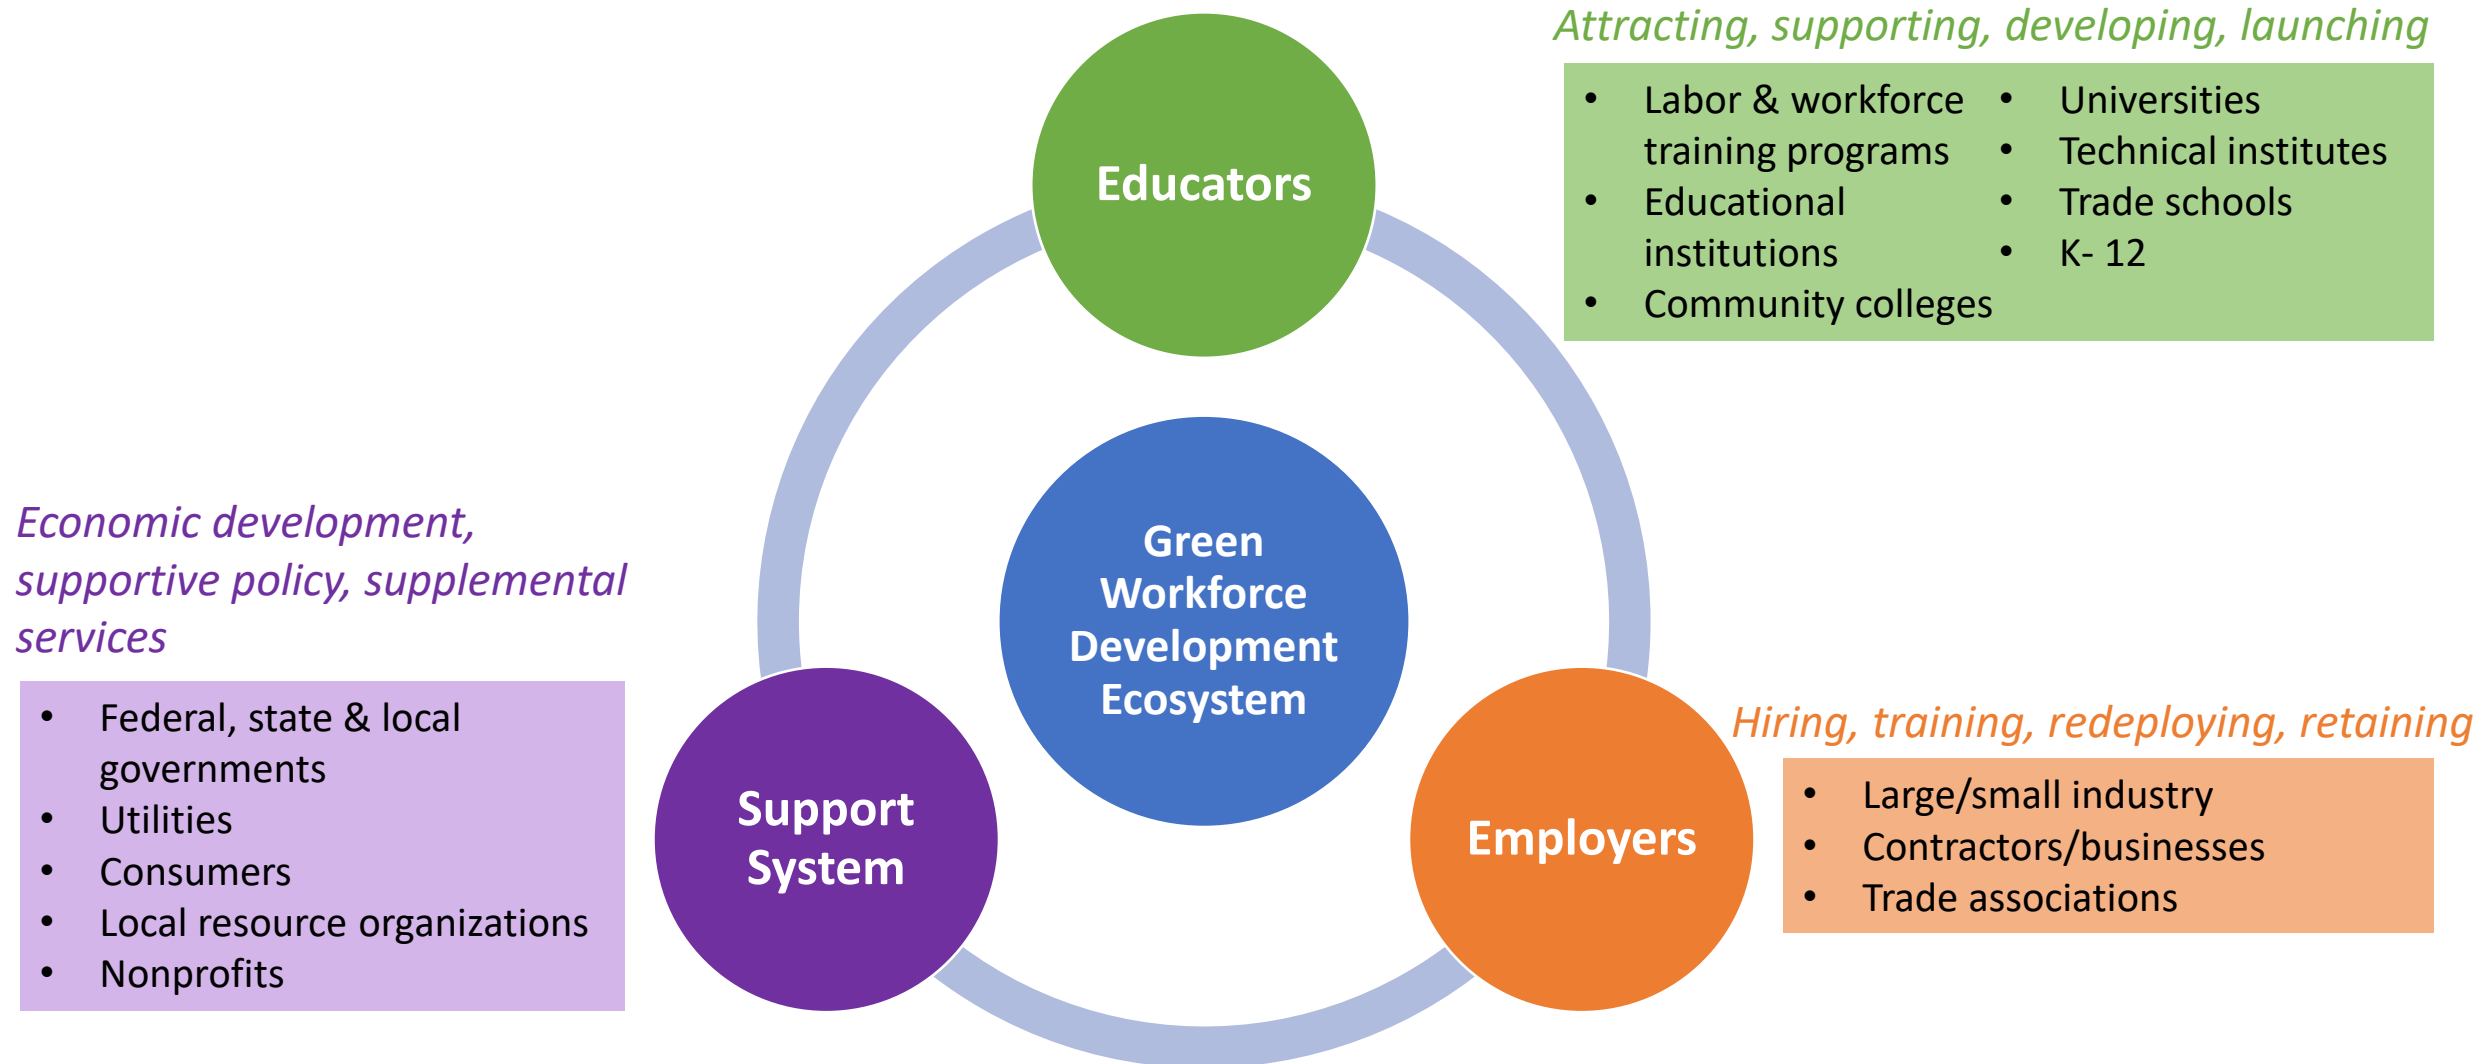 Attracting, supporting, developing, launching
Educators
• Labor & workforce
training programs
• Educational
institutions
• Community colleges
• Universities
• Technical institutes
• Trade schools
• K- 12
Green
Workforce
Development
Ecosystem
Economic development,
supportive policy, supplemental
services
• Federal, state & local
governments
• Utilities
• Consumers
• Local resource organizations
• Nonprofits
Support
System
Employers
Hiring, training, redeploying, retaining
• Large/small industry
• Contractors/businesses
• Trade associations